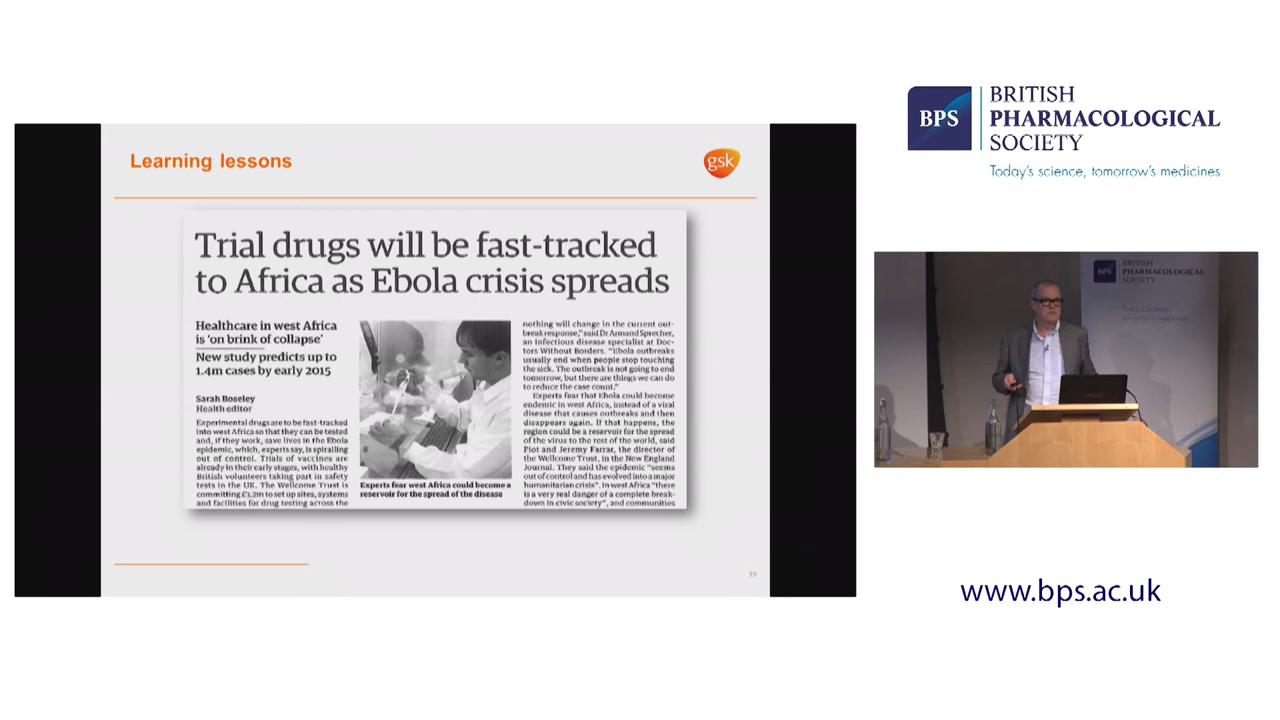 Learning lessons
gsk
Trial drugs will be fast-tracked
to Africa as Ebola crisis spreads
Healthcare in west Africa
is ‘on brink of collapse’
New study predicts up to
1.4m cases by early 2015
Sarah Boseley
Health editor
Experimental drugs are to be fast-tracked
into west Africa so that they can be tested
and, if they work, save lives in the Ebola
epidemic, which, experts say, is spiralling
out of control. Trials of vaccines are
already in their early stages, with healthy
British volunteers taking part in safety
tests in the UK. The Wellcome Trust is
committing £3.2m to set up sites, systems
and facilities for drug testing across the
Experts fear west Africa could become a
reservoir for the spread of the disease
nothing will change in the current out-
break response,” said Dr Armand Sprecher,
an infectious disease specialist at Doc-
tors Without Borders. “Ebola outbreaks
usually end when people stop touching
the sick. The outbreak is not going to end
tomorrow, but there are things we can do
to reduce the case count.”
Experts fear that Ebola could become
endemic in west Africa, instead of a viral
disease that causes outbreaks and then
disappears again. If that happens, the
region could be a reservoir for the spread
of the virus to the rest of the world, said
Piot and Jeremy Farrar, the director of
the Wellcome Trust, in the New England
Journal. They said the epidemic “seems
out of control and has evolved into a major
humanitarian crisis”. In west Africa “there
is a very real danger of a complete break-
down in civic society”, and communities
77
BPS
BRITISH
PHARMACOLOGICAL
SOCIETY
Today's science, tomorrow's medicines
BPS
BRITISH
PHARMACOLOGICAL
SOCIETY
Today's science,
tomorrow's medicines
www.bps.ac.uk